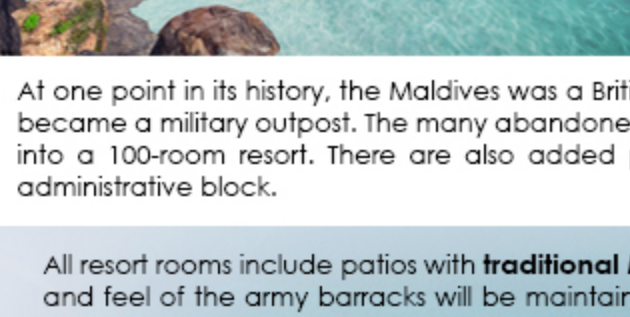 At one point in its history, the Maldives was a
became a military outpost. The many
into a 100-room resort. There are also added
administrative block.
All resort rooms include patios with traditional
and feel of the army barracks will be